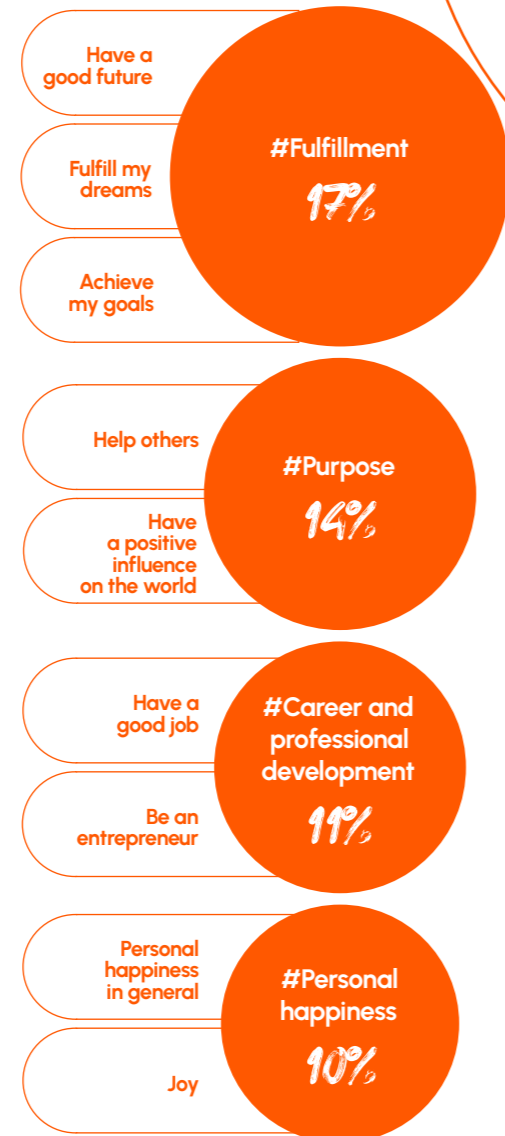 Have a
good future
Fulfill my
dreams
Achieve
my goals
#Fulfillment
17%
Help others
Have
a positive
influence
on the world
#Purpose
14%
Have a
good job
Be an
entrepreneur
#Career and
professional
development
11%
Personal
happiness
in general
Joy
#Personal
happiness
10%